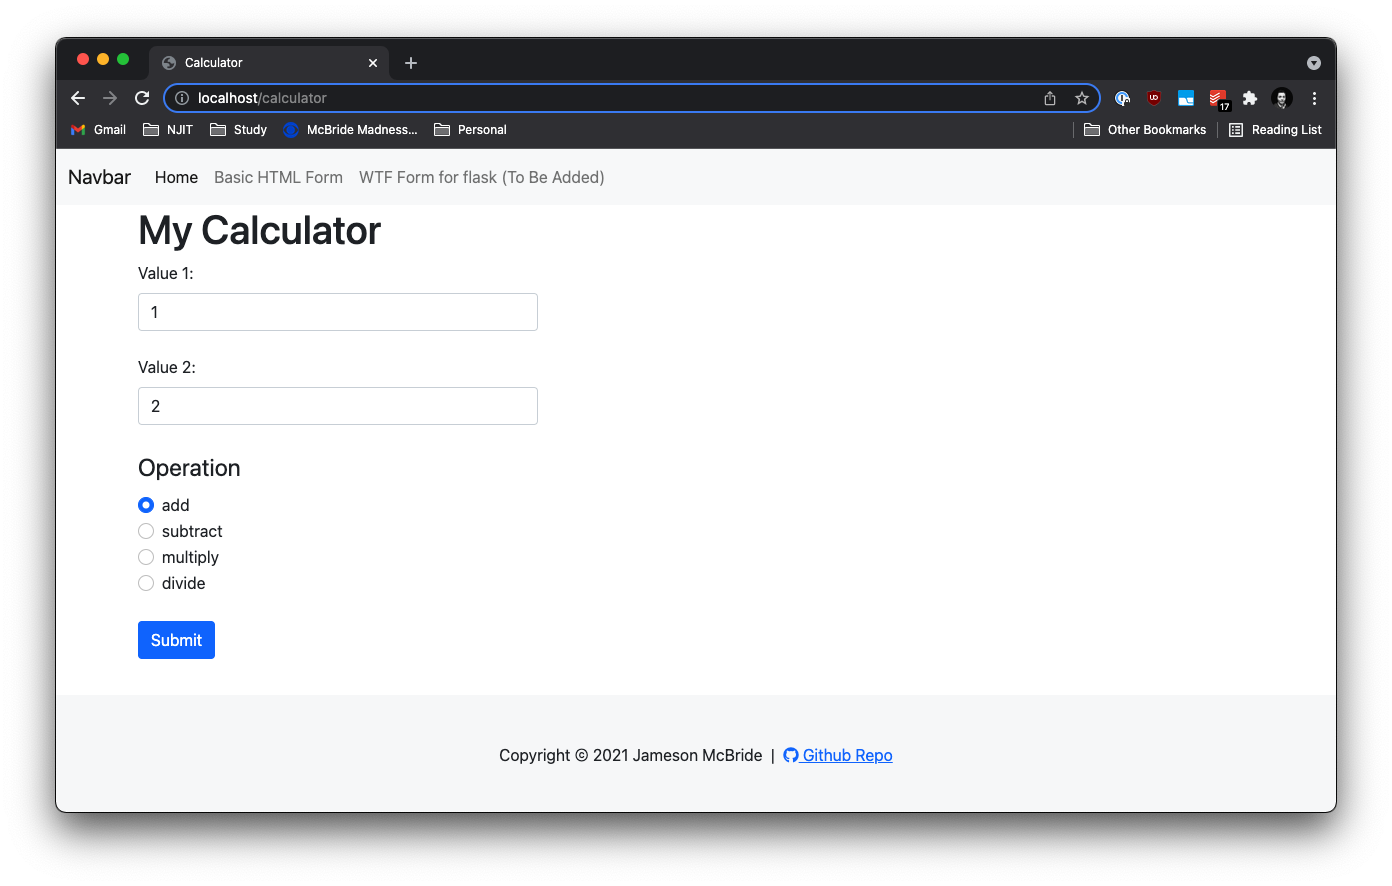 Calculator
localhost/calculator
UD
17
Gmail NJIT Study McBride Madness... Personal Other Bookmarks Reading List
Navbar Home Basic HTML Form WTF Form for flask (To Be Added)
My Calculator
Value 1:
1
Value 2:
2
Operation
add
subtract
multiply
divide
Submit
Copyright © 2021 Jameson McBride | Github Repo